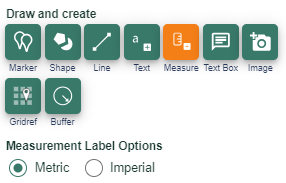 Draw and create
a
Marker Shape Line Text Measure Text Box Image
Gridref Buffer
Measurement Label Options
Metric Imperial